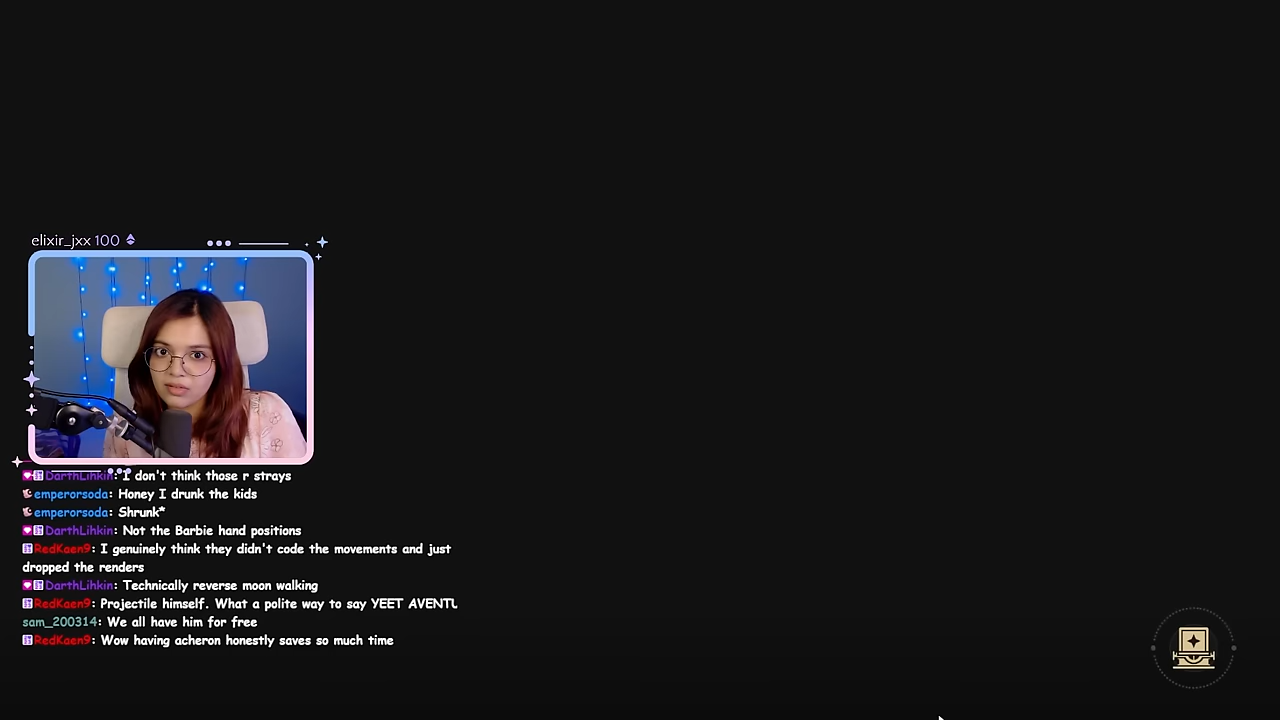 elixir_jxx 100
DarthLihkin: I don't think those r strays
emperorsoda: Honey I drunk the kids
emperorsoda: Shrunk*
DarthLihkin: Not the Barbie hand positions
RedKaen9: I genuinely think they didn't code the movements and just
dropped the renders
DarthLihkin: Technically reverse moon walking
RedKaen9: Projectile himself. What a polite way to say YEET AVENTU
sam_200314: We all have him for free
RedKaen9: Wow having acheron honestly saves so much time